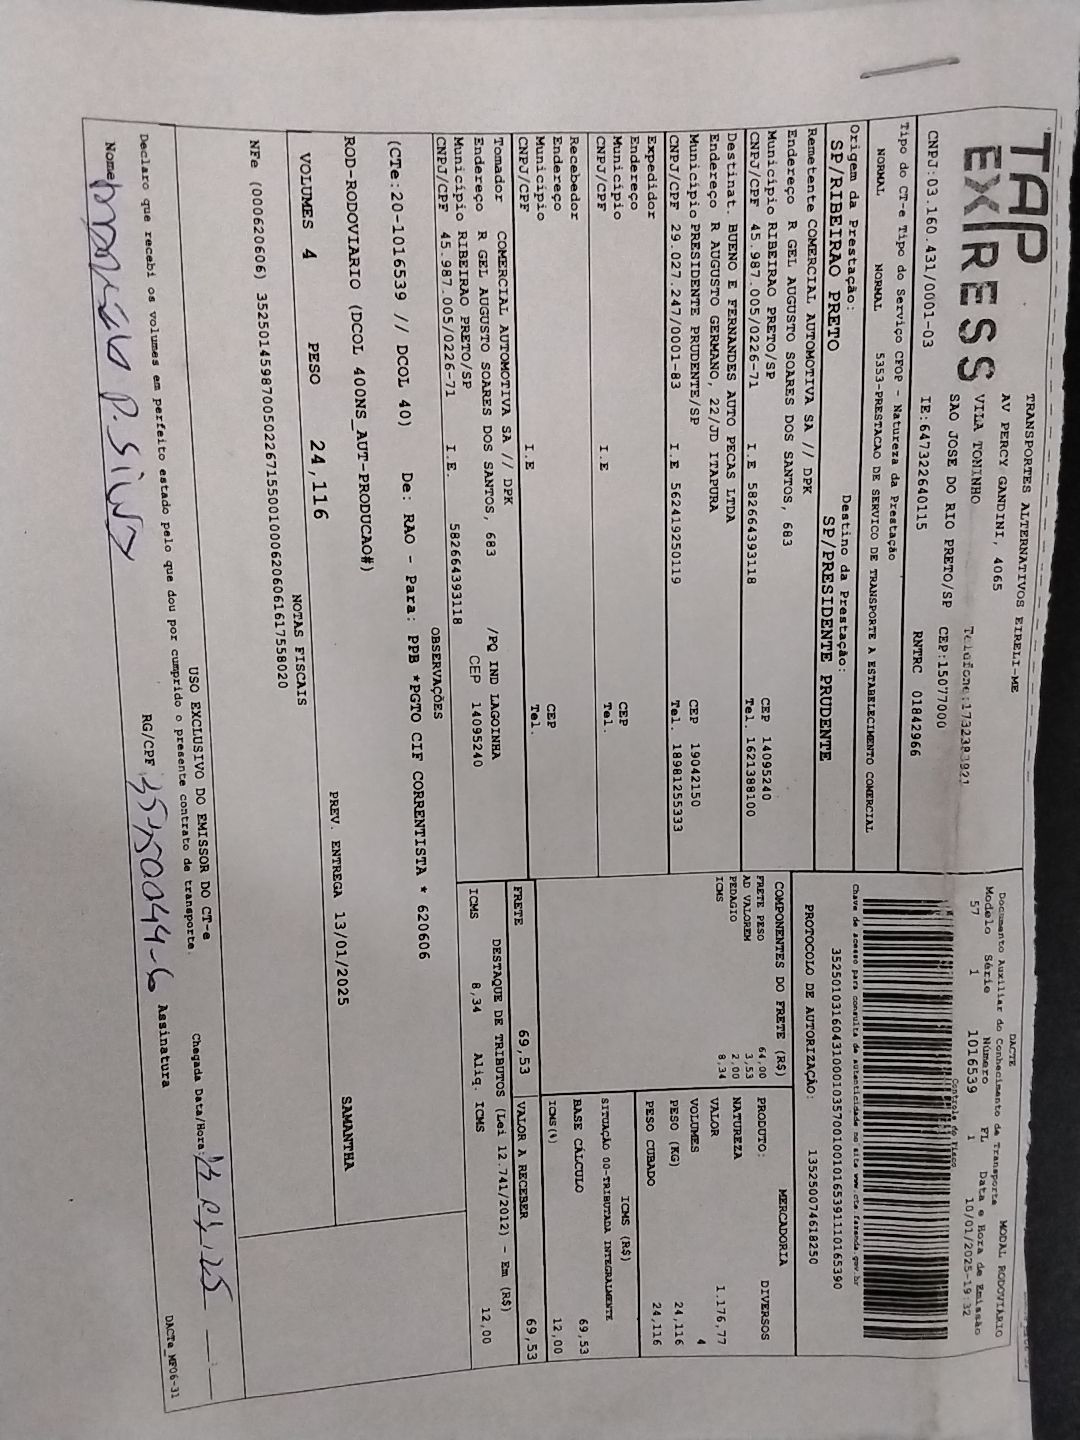 TAP
EXPRESS
TRANSPORTES ALTERNATIVOS EIRELI-ME
AV PERCY GANDINI, 4065
VILA TONINHO Telefone:1732383921
SAO JOSE DO RIO PRETO/SP CEP:15077000
CNPJ:03.160.431/0001-03 IE:647322640115 RNTRC 01842966
Tipo do CT-e Tipo do Serviço CFOP - Natureza da Prestação
NORMAL NORMAL 5353-PRESTACAO DE SERVICO DE TRANSPORTE A ESTABELECIMENTO COMERCIAL
Origem da Prestação: Destino da Prestação:
SP/RIBEIRAO PRETO SP/PRESIDENTE PRUDENTE
DACTE
Documento Auxiliar do Conhecimento de Transporte MODAL RODOVIARIO
Modelo Série Número FL Data e Hora de Emissão
57 1 1016539 1 10/01/2025-19:32
Controle do Fisco
Chave de acesso para consulta de autenticidade no site www.cte.fazenda.gov.br
PROTOCOLO DE AUTORIZAÇÃO: 135250074618250
Remetente COMERCIAL AUTOMOTIVA SA // DPK
Endereço R GEL AUGUSTO SOARES DOS SANTOS, 683
Municipio RIBEIRAO PRETO/SP CEP 14095240
CNPJ/CPF 45.987.005/0226-71 I.E 582664393118 Tel. 1621388100
Destinat. BUENO E FERNANDES AUTO PECAS LTDA
Endereço R AUGUSTO GERMANO, 22/JD ITAPURA
Município PRESIDENTE PRUDENTE/SP CEP 19042150
CNPJ/CPF 29.027.247/0001-83 I.E 562419250119 Tel. 18981255333
Expedidor
Endereço
Município CEP
CNPJ/CPF I.E Tel.
Recebedor
Endereço
Município CEP
CNPJ/CPF I.E Tel.
Tomador COMERCIAL AUTOMOTIVA SA // DPK
Endereço R GEL AUGUSTO SOARES DOS SANTOS, 683 /PQ IND LAGOINHA
Município RIBEIRAO PRETO/SP CEP 14095240
CNPJ/CPF 45.987.005/0226-71 I.E. 582664393118
COMPONENTES DO FRETE (R$)
FRETE PESO 64,00
AD VALOREM 3,53
PEDAGIO 2,00
ICMS 8,34
MERCADORIA
PRODUTO: DIVERSOS
NATUREZA
VALOR 1.176,77
VOLUMES 4
PESO (KG) 24,116
PESO CUBADO 24,116
ICMS (R$)
SITUAÇÃO 00-TRIBUTADA INTEGRALMENTE
BASE CÁLCULO 69,53
ICMS(%) 12,00
FRETE 69,53 VALOR A RECEBER 69,53
DESTAQUE DE TRIBUTOS (Lei 12.741/2012) - Em (R$)
ICMS 8,34 Aliq. ICMS 12,00
OBSERVAÇÕES
(CTe:20-1016539 // DCOL 40) De: RAO - Para: PPB *PGTO CIF CORRENTISTA * 620606
ROD-RODOVIARIO (DCOL 400NS_AUT-PRODUCAO#)
PREV. ENTREGA 13/01/2025 SAMANTHA
VOLUMES 4 PESO 24,116
NOTAS FISCAIS
NFe (000620606) 35250145987005022671550010006206061617558020
USO EXCLUSIVO DO EMISSOR DO CT-e
Declaro que recebi os volumes em perfeito estado pelo que dou por cumprido o presente contrato de transporte.
Chegada Data/Hora:
Nome P. SiLVA RG/CPF Assinatura
DACTe_MF06-31